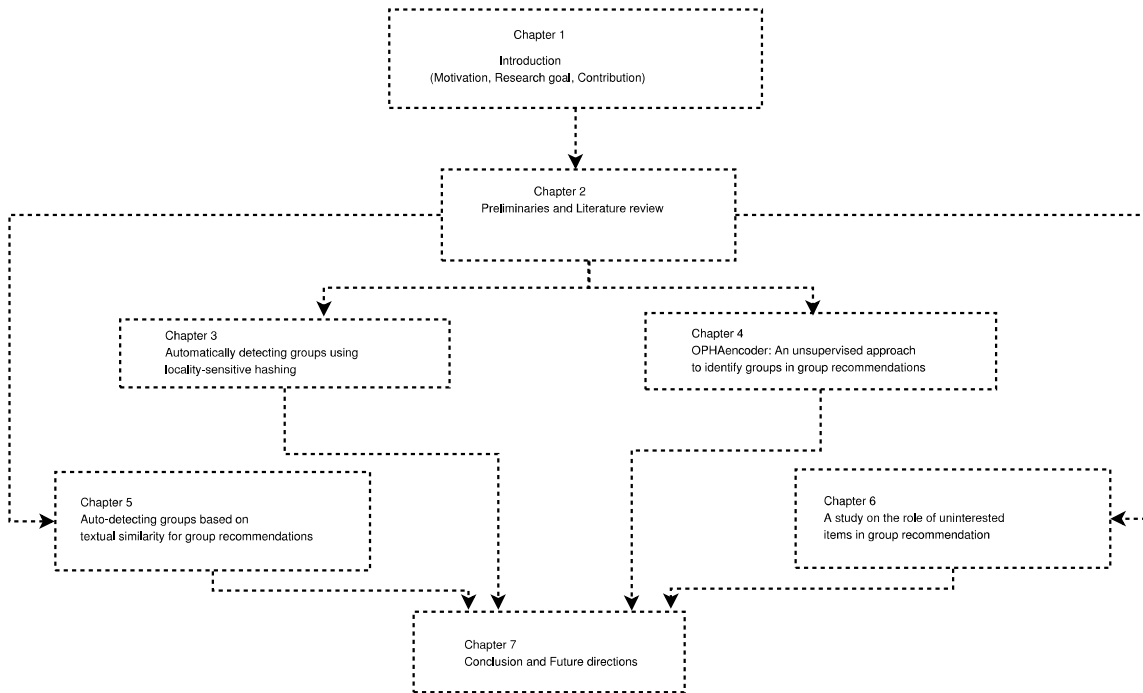 Chapter 1
Introduction
(Motivation, Research goal, Contribution)
Chapter 2
Preliminaries and Literature review
Chapter 3
Automatically detecting groups using
locality-sensitive hashing
Chapter 4
OPHAencoder: An unsupervised approach
to identify groups in group recommendations
Chapter 5
Auto-detecting groups based on
textual similarity for group recommendations
Chapter 6
A study on the role of uninterested
items in group recommendation
Chapter 7
Conclusion and Future directions